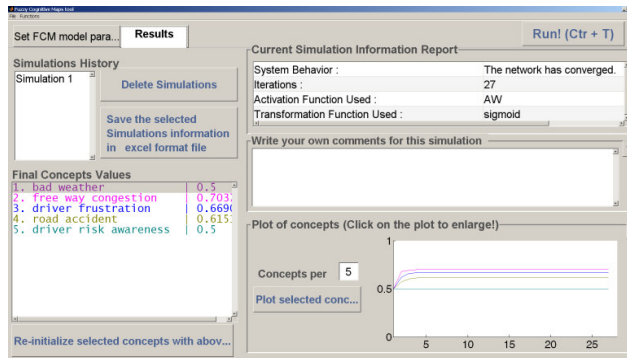 Fuzzy Cognitive Maps tool
File Functions
Set FCM model para...
Results
Run! (Ctr + T)
Simulations History
Simulation 1
Delete Simulations
Save the selected
Simulations information
in excel format file
Current Simulation Information Report
System Behavior :
The network has converged.
Iterations :
27
Activation Function Used :
AW
Transformation Function Used :
sigmoid
Write your own comments for this simulation
Final Concepts Values
1. bad weather | 0.5
2. free way congestion | 0.703
3. driver frustration | 0.669
4. road accident | 0.615
5. driver risk awareness | 0.5
Re-initialize selected concepts with abov...
Plot of concepts (Click on the plot to enlarge!)
Concepts per
5
Plot selected conc...
1
0.5
0
5
10
15
20
25